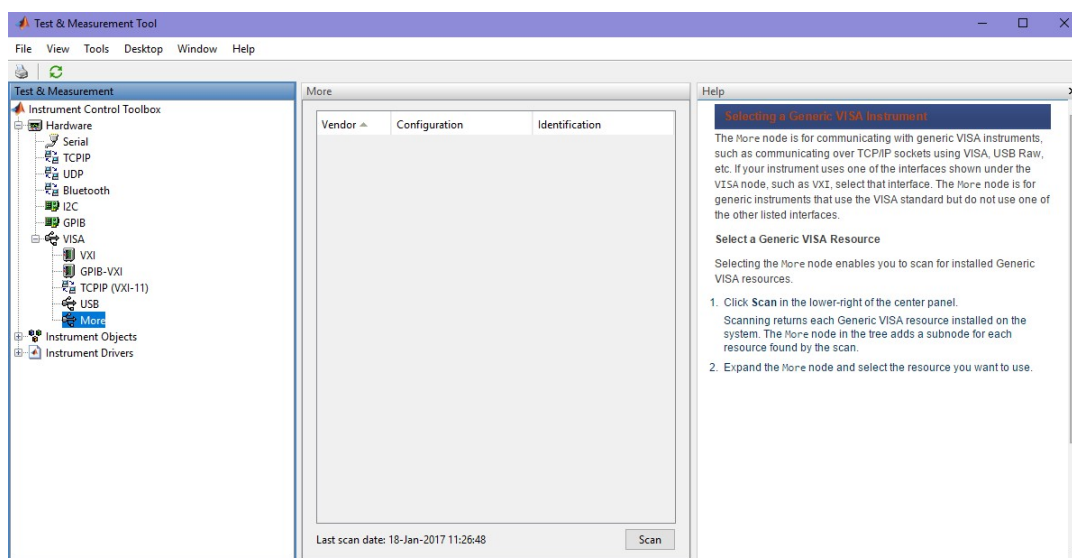 Test & Measurement Tool
File View Tools Desktop Window Help
Test & Measurement
Instrument Control Toolbox
Hardware
Serial
TCPIP
UDP
Bluetooth
I2C
GPIB
VISA
VXI
GPIB-VXI
TCPIP (VXI-11)
USB
More
Instrument Objects
Instrument Drivers
More
Vendor Configuration Identification
Last scan date: 18-Jan-2017 11:26:48 Scan
Help
Selecting a Generic VISA Instrument
The More node is for communicating with generic VISA instruments,
such as communicating over TCP/IP sockets using VISA, USB Raw,
etc. If your instrument uses one of the interfaces shown under the
VISA node, such as VXI, select that interface. The More node is for
generic instruments that use the VISA standard but do not use one of
the other listed interfaces.
Select a Generic VISA Resource
Selecting the More node enables you to scan for installed Generic
VISA resources.
1. Click Scan in the lower-right of the center panel.
Scanning returns each Generic VISA resource installed on the
system. The More node in the tree adds a subnode for each
resource found by the scan.
2. Expand the More node and select the resource you want to use.